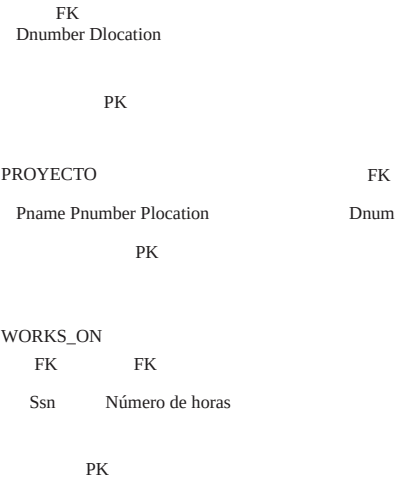 FK
Dnumber Dlocation
PK
PROYECTO FK
Pname Pnumber Plocation Dnum
PK
WORKS_ON
FK FK
Ssn Número de horas
PK